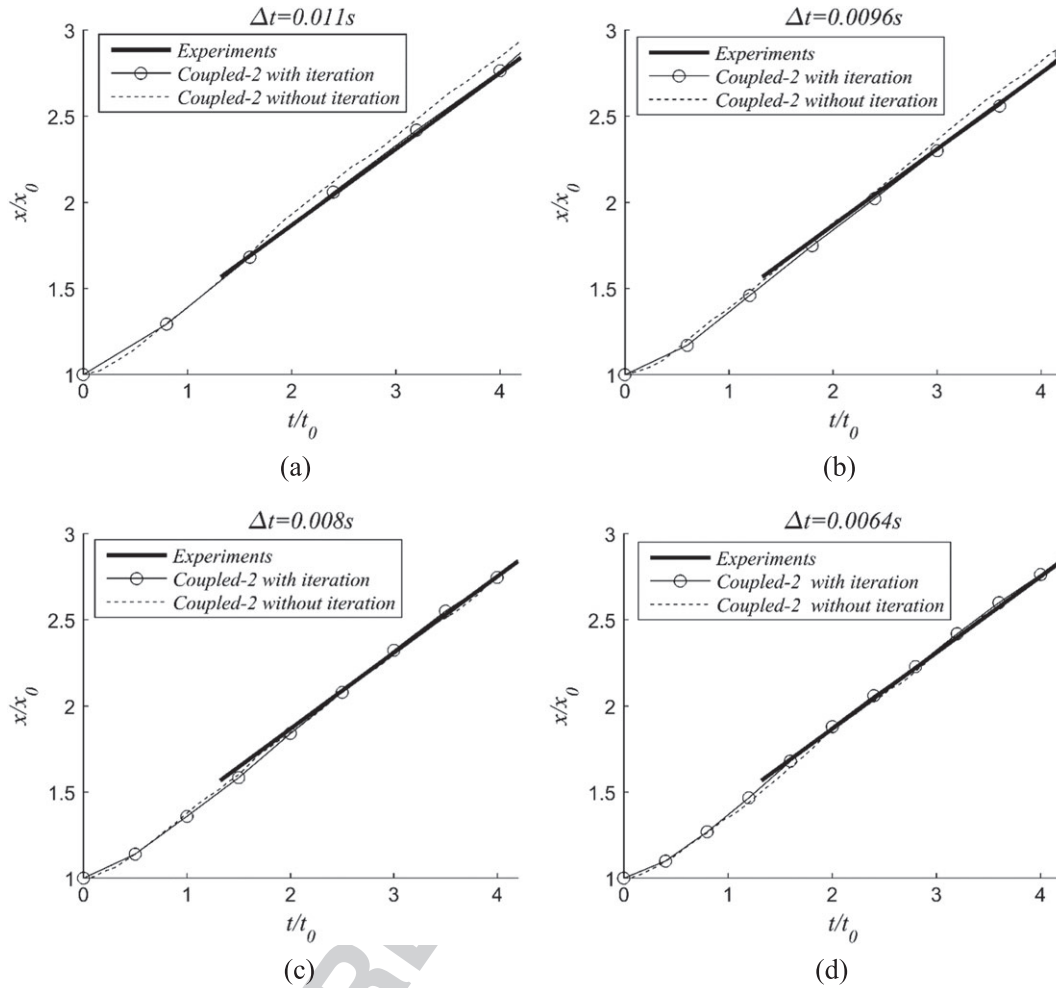 Δt=0.011s
3
2.5
2
1.5
1
x/x0
Experiments
Coupled-2 with iteration
Coupled-2 without iteration
0 1 2 3 4
t/t0
(a)
Δt=0.0096s
3
2.5
2
1.5
1
x/x0
Experiments
Coupled-2 with iteration
Coupled-2 without iteration
0 1 2 3 4
t/t0
(b)
Δt=0.008s
3
2.5
2
1.5
1
x/x0
Experiments
Coupled-2 with iteration
Coupled-2 without iteration
0 1 2 3 4
t/t0
(c)
Δt=0.0064s
3
2.5
2
1.5
1
x/x0
Experiments
Coupled-2 with iteration
Coupled-2 without iteration
0 1 2 3 4
t/t0
(d)